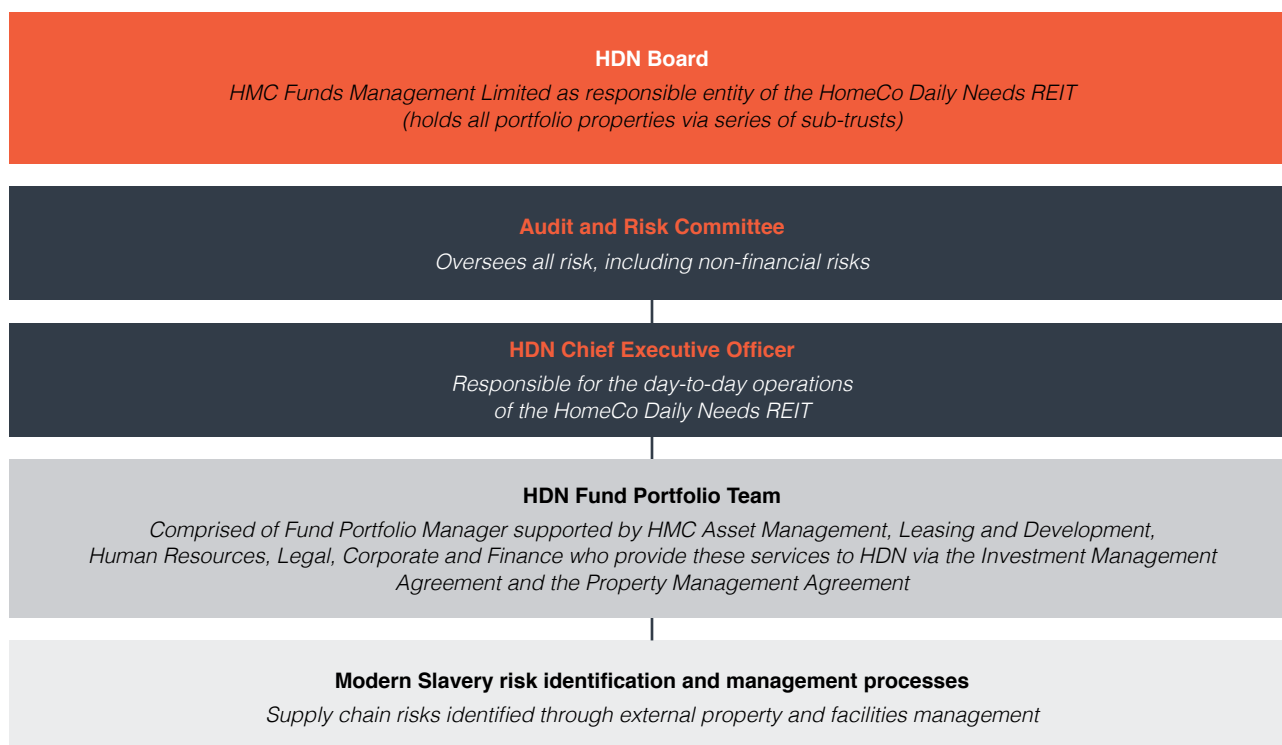 HDN Board
HMC Funds Management Limited as responsible entity of the HomeCo Daily Needs REIT
(holds all portfolio properties via series of sub-trusts)
Audit and Risk Committee
Oversees all risk, including non-financial risks
HDN Chief Executive Officer
Responsible for the day-to-day operations
of the HomeCo Daily Needs REIT
HDN Fund Portfolio Team
Comprised of Fund Portfolio Manager supported by HMC Asset Management, Leasing and Development,
Human Resources, Legal, Corporate and Finance who provide these services to HDN via the Investment Management
Agreement and the Property Management Agreement
Modern Slavery risk identification and management processes
Supply chain risks identified through external property and facilities management